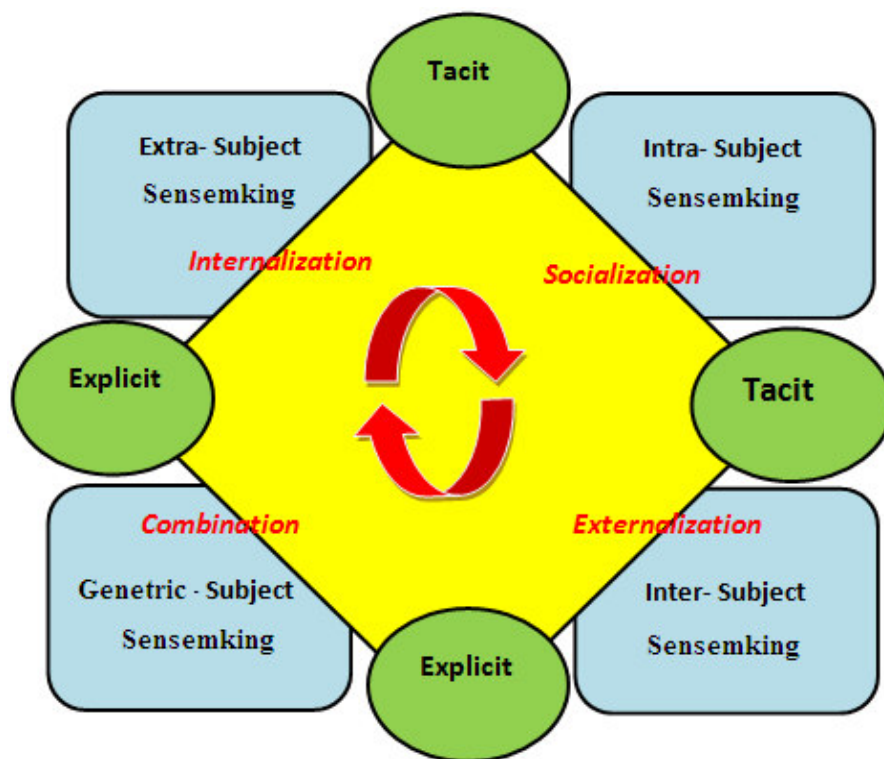 Tacit
Extra- Subject
Sensemking
Intra- Subject
Sensemking
Internalization
Socialization
Explicit
Tacit
Combination
Externalization
Genetric - Subject
Sensemking
Inter- Subject
Sensemking
Explicit